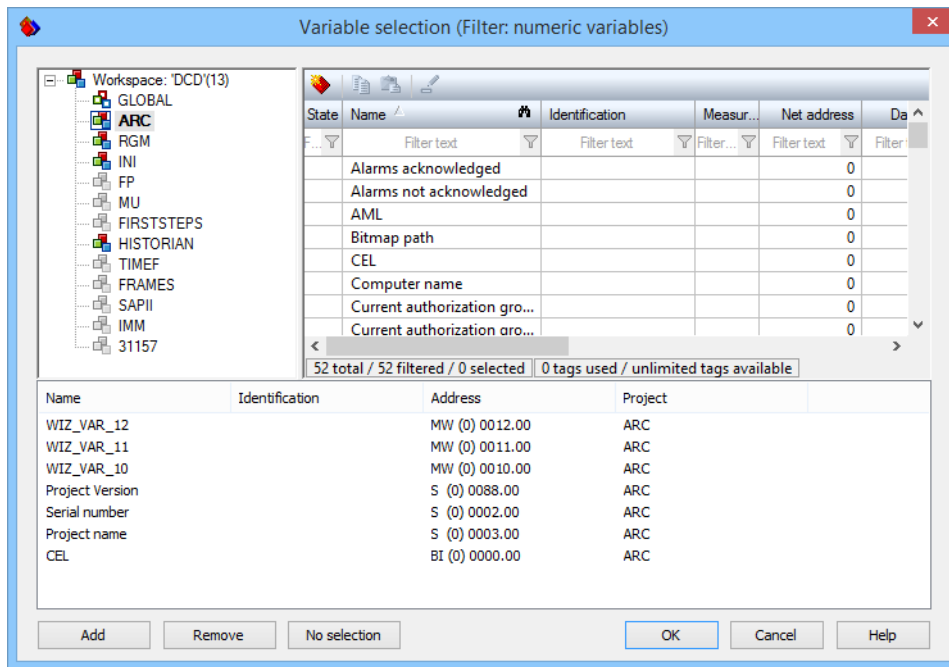 Variable selection (Filter: numeric variables)
Workspace: 'DCD'(13)
GLOBAL
ARC
RGM
INI
FP
MU
FIRSTSTEPS
HISTORIAN
TIMEF
FRAMES
SAPII
IMM
31157
State Name Identification Measur... Net address Da
F... Filter text Filter text Filter... Filter text Filter
Alarms acknowledged 0
Alarms not acknowledged 0
AML 0
Bitmap path 0
CEL 0
Computer name 0
Current authorization gro... 0
Current authorization gro... 0
52 total / 52 filtered / 0 selected 0 tags used / unlimited tags available
Name Identification Address Project
WIZ_VAR_12 MW (0) 0012.00 ARC
WIZ_VAR_11 MW (0) 0011.00 ARC
WIZ_VAR_10 MW (0) 0010.00 ARC
Project Version S (0) 0088.00 ARC
Serial number S (0) 0002.00 ARC
Project name S (0) 0003.00 ARC
CEL BI (0) 0000.00 ARC
Add Remove No selection OK Cancel Help